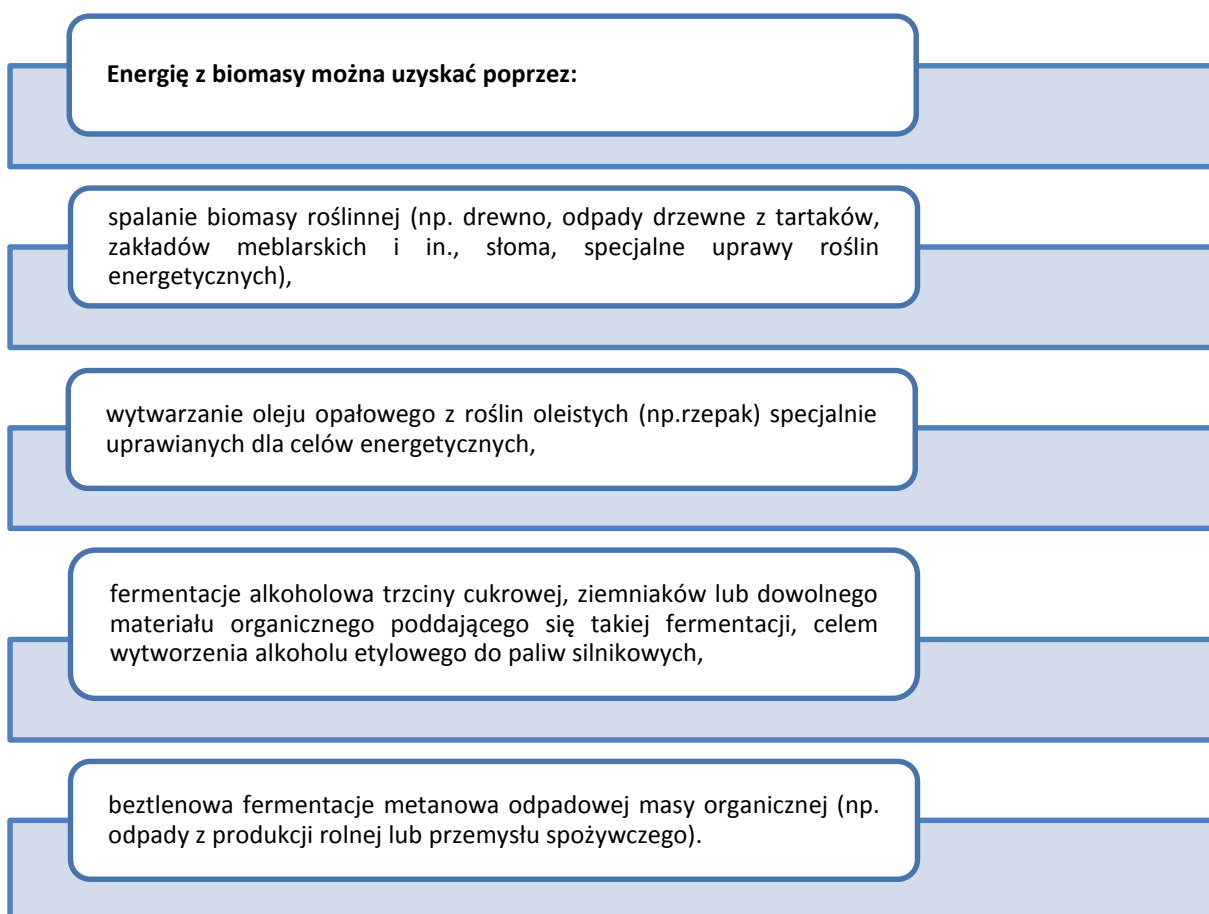 Energię z biomasy można uzyskać poprzez:
spalanie biomasy roślinnej (np. drewno, odpady drzewne z tartaków,
zakładów meblarskich i in., słoma, specjalne uprawy roślin
energetycznych),
wytwarzanie oleju opałowego z roślin oleistych (np.rzepak) specjalnie
uprawianych dla celów energetycznych,
fermentacje alkoholowa trzciny cukrowej, ziemniaków lub dowolnego
materiału organicznego poddającego się takiej fermentacji, celem
wytworzenia alkoholu etylowego do paliw silnikowych,
beztlenowa fermentacje metanowa odpadowej masy organicznej (np.
odpady z produkcji rolnej lub przemysłu spożywczego).